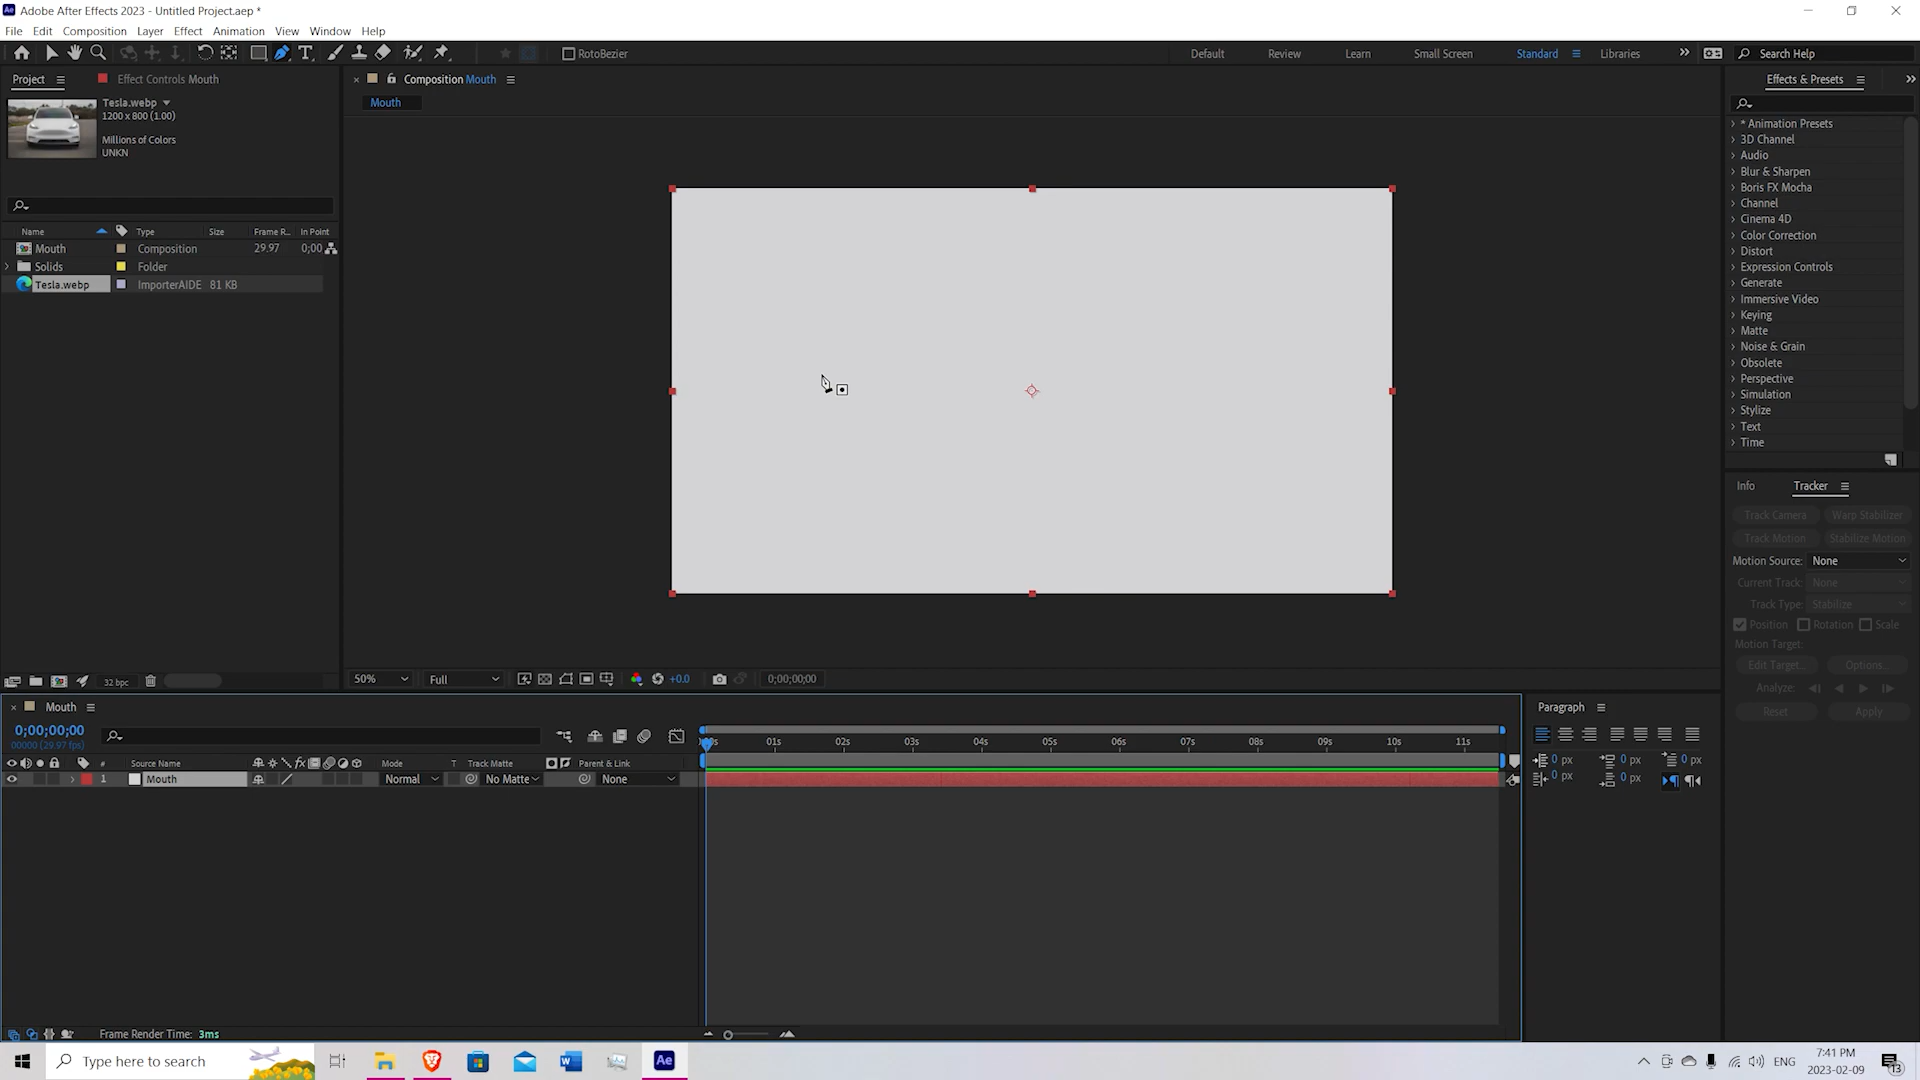 Adobe After Effects 2023 - Untitled Project.aep *
File Edit Composition Layer Effect Animation View Window Help
RotoBezier Default Review Learn Small Screen Standard Libraries Search Help
Project Effect Controls Mouth
Tesla.webp
1200 x 800 (1.00)
Millions of Colors
UNKN
Name Type Size Frame R... In Point
Mouth Composition 29.97 0;00
Solids Folder
Tesla.webp ImporterAIDE 81 KB
32 bpc
Composition Mouth
Mouth
50% Full +0.0 0;00;00;00
Effects & Presets
* Animation Presets
3D Channel
Audio
Blur & Sharpen
Boris FX Mocha
Channel
Cinema 4D
Color Correction
Distort
Expression Controls
Generate
Immersive Video
Keying
Matte
Noise & Grain
Obsolete
Perspective
Simulation
Stylize
Text
Time
Info Tracker
Track Camera Warp Stabilizer
Track Motion Stabilize Motion
Motion Source: None
Current Track: None
Track Type: Stabilize
Position Rotation Scale
Motion Target:
Edit Target... Options...
Analyze:
Reset Apply
Mouth
0;00;00;00
00000 (29.97 fps)
01s 02s 03s 04s 05s 06s 07s 08s 09s 10s 11s
# Source Name fx Mode T Track Matte Parent & Link
1 Mouth Normal No Matte None
Frame Render Time: 3ms
Paragraph
0 px 0 px 0 px
0 px 0 px
Type here to search
Ae
ENG
7:41 PM
2023-02-09
13